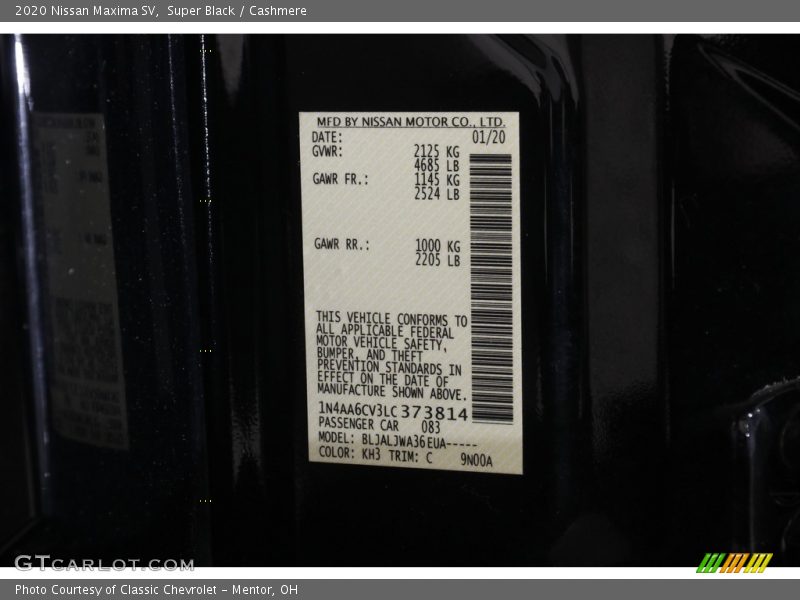 2020 Nissan Maxima SV,  Super Black / Cashmere
MFD BY NISSAN MOTOR CO., LTD.
DATE: 01/20
GVWR: 2125 KG
4685 LB
GAWR FR.: 1145 KG
2524 LB
GAWR RR.: 1000 KG
2205 LB
THIS VEHICLE CONFORMS TO
ALL APPLICABLE FEDERAL
MOTOR VEHICLE SAFETY,
BUMPER, AND THEFT
PREVENTION STANDARDS IN
EFFECT ON THE DATE OF
MANUFACTURE SHOWN ABOVE.
1N4AA6CV3LC373814
PASSENGER CAR 083
MODEL: BLJALJWA36EUA-----
COLOR: KH3 TRIM: C 9N00A
GTCARLOT.COM
Photo Courtesy of Classic Chevrolet - Mentor, OH